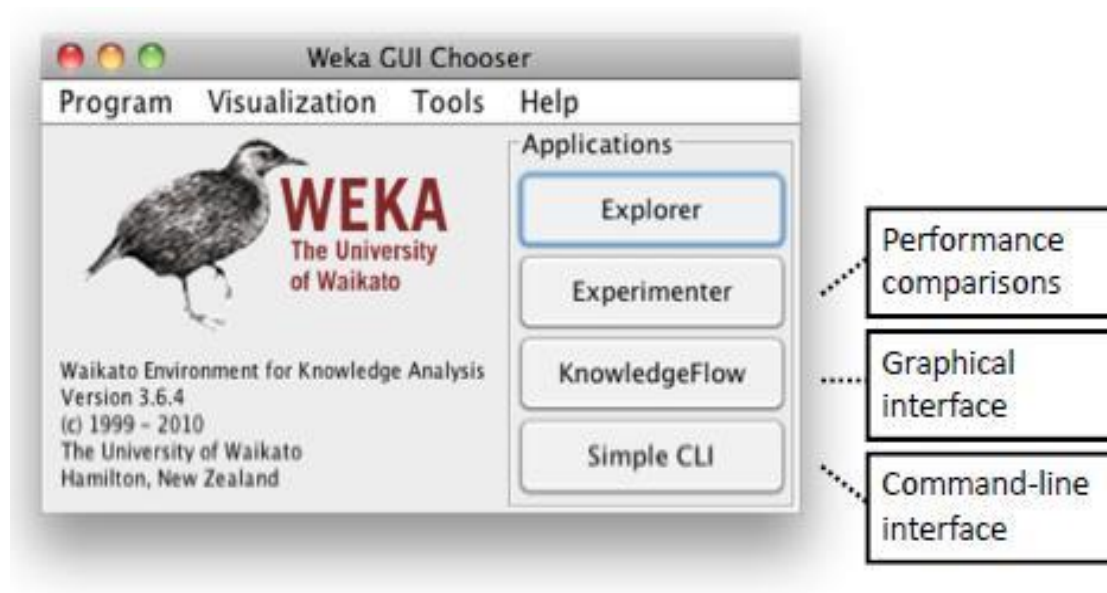 Weka GUI Chooser
Program Visualization Tools Help
WEKA
The University
of Waikato
Waikato Environment for Knowledge Analysis
Version 3.6.4
(c) 1999 - 2010
The University of Waikato
Hamilton, New Zealand
Applications
Explorer
Experimenter
KnowledgeFlow
Simple CLI
Performance
comparisons
Graphical
interface
Command-line
interface